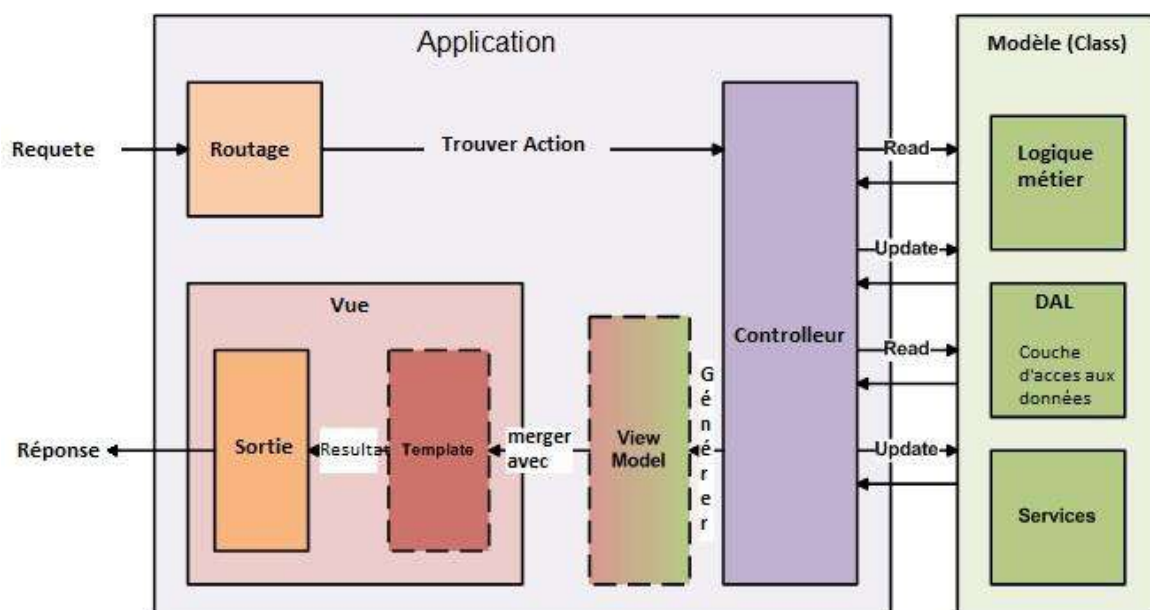 Application
Modèle (Class)
Requete
Routage
Trouver Action
Read
Logique
métier
Update
Vue
Controlleur
DAL
Read
Couche
d'acces aux
données
Générer
Réponse
Sortie
Resultat
Template
merger
avec
View
Model
Update
Services